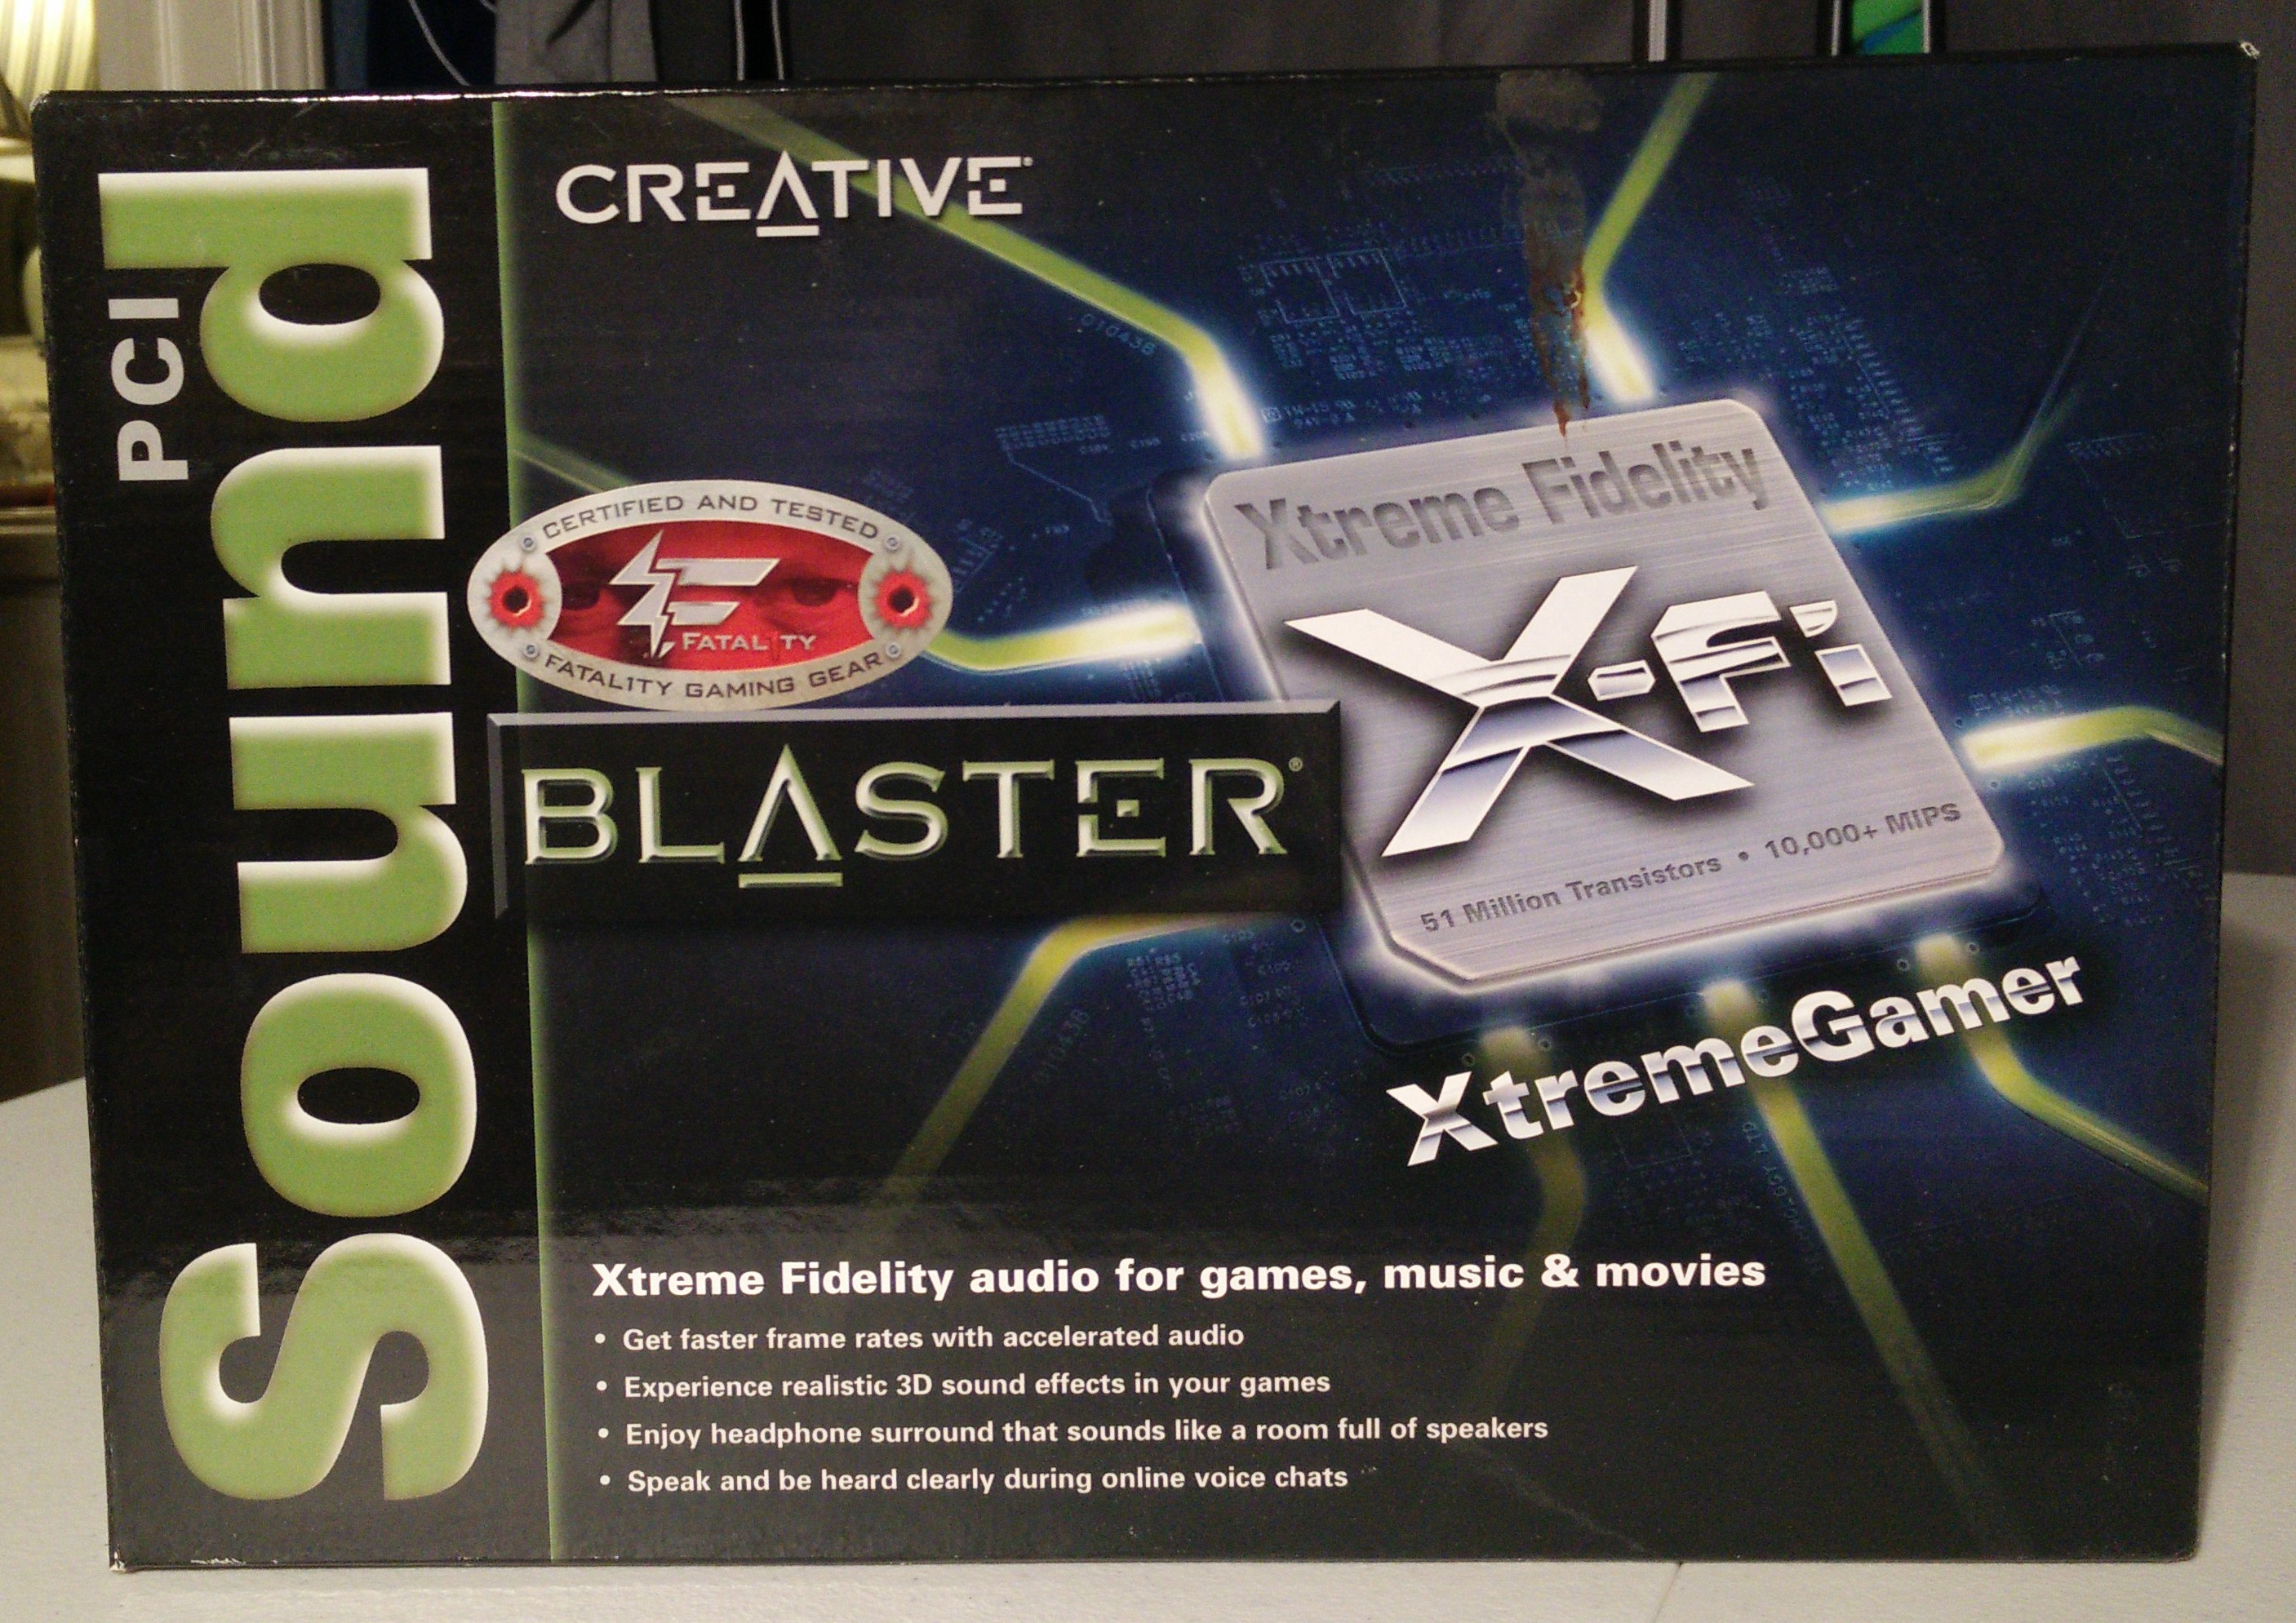 PCI
Sound
CREATIVE
CERTIFIED AND TESTED
FATAL1TY
FATAL1TY GAMING GEAR
BLASTER®
Xtreme Fidelity
X-Fi
51 Million Transistors • 10,000+ MIPS
XtremeGamer
Xtreme Fidelity audio for games, music & movies
• Get faster frame rates with accelerated audio
• Experience realistic 3D sound effects in your games
• Enjoy headphone surround that sounds like a room full of speakers
• Speak and be heard clearly during online voice chats
010438
010438